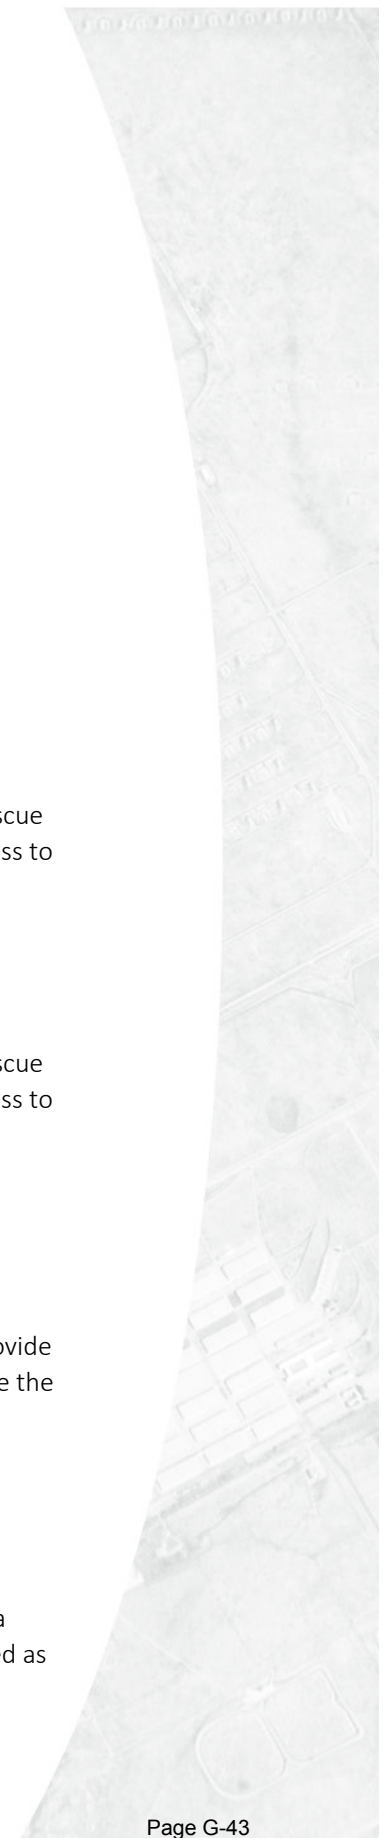 scue
ss to
scue
ss to
ovide
e the
a
ed as
Page G-43